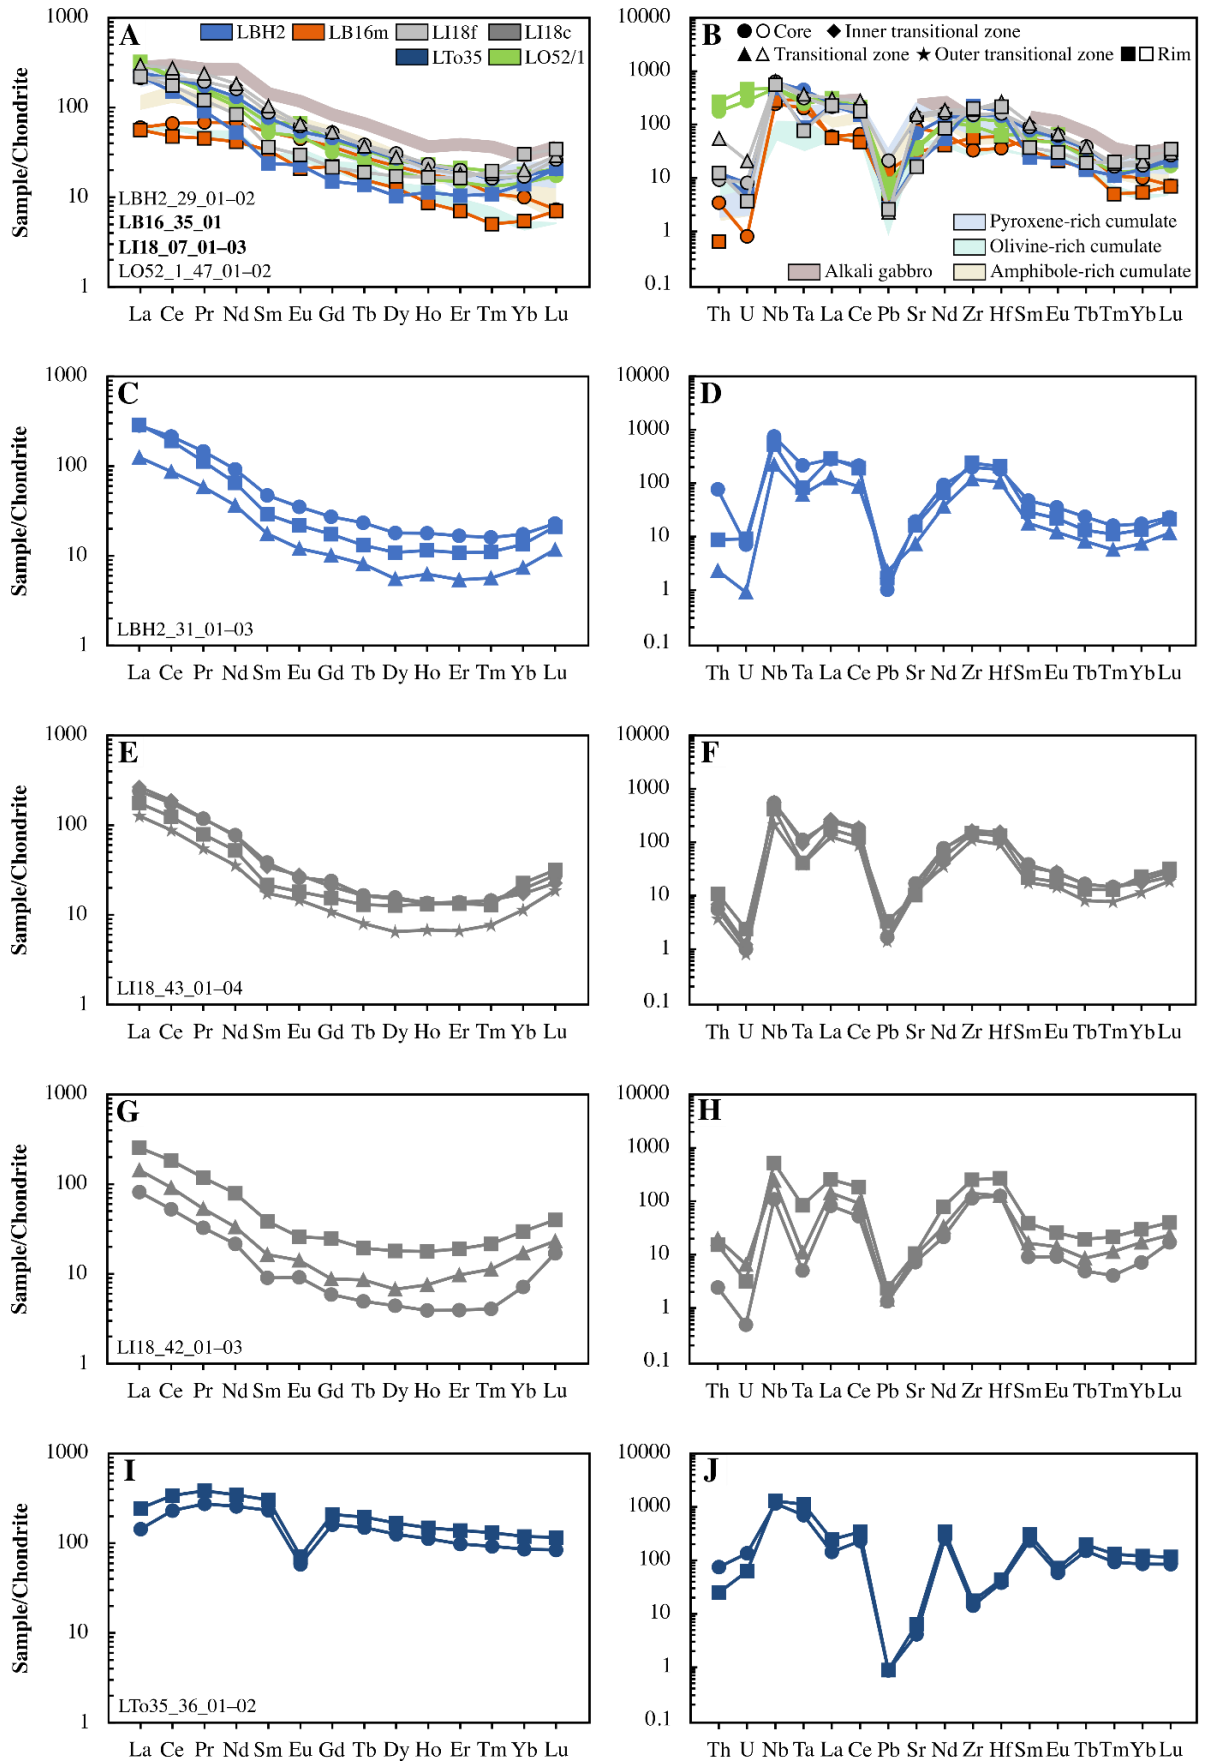 A
LBH2 LB16m LI18f LI18c
LTo35 LO52/1
1000
100
10
1
Sample/Chondrite
LBH2_29_01–02
LB16_35_01
LI18_07_01–03
LO52_1_47_01–02
La Ce Pr Nd Sm Eu Gd Tb Dy Ho Er Tm Yb Lu
B
Core Inner transitional zone
Transitional zone Outer transitional zone Rim
10000
1000
100
10
1
0.1
Pyroxene-rich cumulate
Olivine-rich cumulate
Alkali gabbro Amphibole-rich cumulate
Th U Nb Ta La Ce Pb Sr Nd Zr Hf Sm Eu Tb Tm Yb Lu
C
1000
100
10
1
Sample/Chondrite
LBH2_31_01–03
La Ce Pr Nd Sm Eu Gd Tb Dy Ho Er Tm Yb Lu
D
10000
1000
100
10
1
0.1
Th U Nb Ta La Ce Pb Sr Nd Zr Hf Sm Eu Tb Tm Yb Lu
E
1000
100
10
1
Sample/Chondrite
LI18_43_01–04
La Ce Pr Nd Sm Eu Gd Tb Dy Ho Er Tm Yb Lu
F
10000
1000
100
10
1
0.1
Th U Nb Ta La Ce Pb Sr Nd Zr Hf Sm Eu Tb Tm Yb Lu
G
1000
100
10
1
Sample/Chondrite
LI18_42_01–03
La Ce Pr Nd Sm Eu Gd Tb Dy Ho Er Tm Yb Lu
H
10000
1000
100
10
1
0.1
Th U Nb Ta La Ce Pb Sr Nd Zr Hf Sm Eu Tb Tm Yb Lu
I
1000
100
10
1
Sample/Chondrite
LTo35_36_01–02
La Ce Pr Nd Sm Eu Gd Tb Dy Ho Er Tm Yb Lu
J
10000
1000
100
10
1
0.1
Th U Nb Ta La Ce Pb Sr Nd Zr Hf Sm Eu Tb Tm Yb Lu